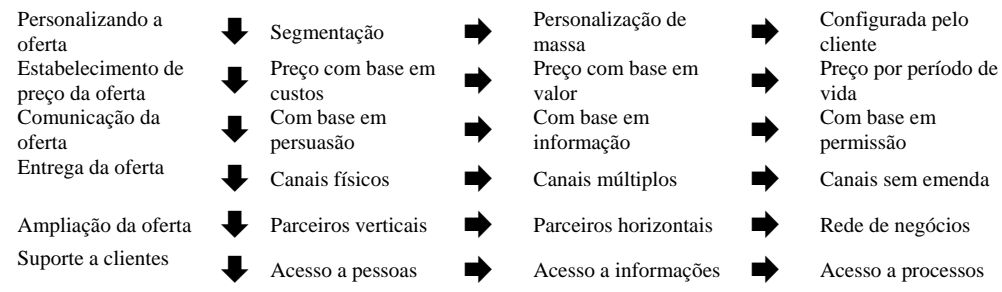 Personalizando a
oferta
Segmentação
Personalização de
massa
Configurada pelo
cliente
Estabelecimento de
preço da oferta
Preço com base em
custos
Preço com base em
valor
Preço por período de
vida
Comunicação da
oferta
Com base em
persuasão
Com base em
informação
Com base em
permissão
Entrega da oferta
Canais físicos
Canais múltiplos
Canais sem emenda
Ampliação da oferta
Parceiros verticais
Parceiros horizontais
Rede de negócios
Suporte a clientes
Acesso a pessoas
Acesso a informações
Acesso a processos